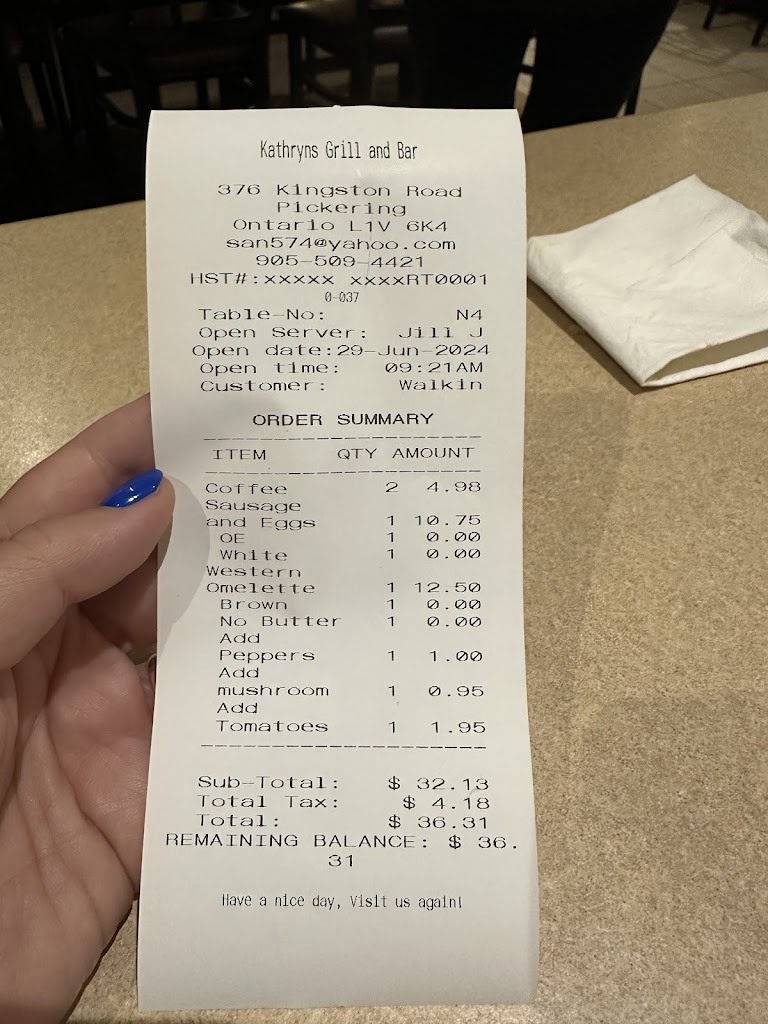 Kathryns Grill and Bar
376 Kingston Road
Pickering
Ontario L1V 6K4
san574@yahoo.com
905-509-4421
HST#:xxxxx xxxxRT0001
0-037
Table-No: N4
Open Server: Jill J
Open date:29-Jun-2024
Open time: 09:21AM
Customer: Walkin
ORDER SUMMARY
ITEM QTY AMOUNT
Coffee 2 4.98
Sausage
and Eggs 1 10.75
OE 1 0.00
White 1 0.00
Western
Omelette 1 12.50
Brown 1 0.00
No Butter 1 0.00
Add
Peppers 1 1.00
Add
mushroom 1 0.95
Add
Tomatoes 1 1.95
Sub-Total: $ 32.13
Total Tax: $ 4.18
Total: $ 36.31
REMAINING BALANCE: $ 36.
31
Have a nice day, Visit us again!